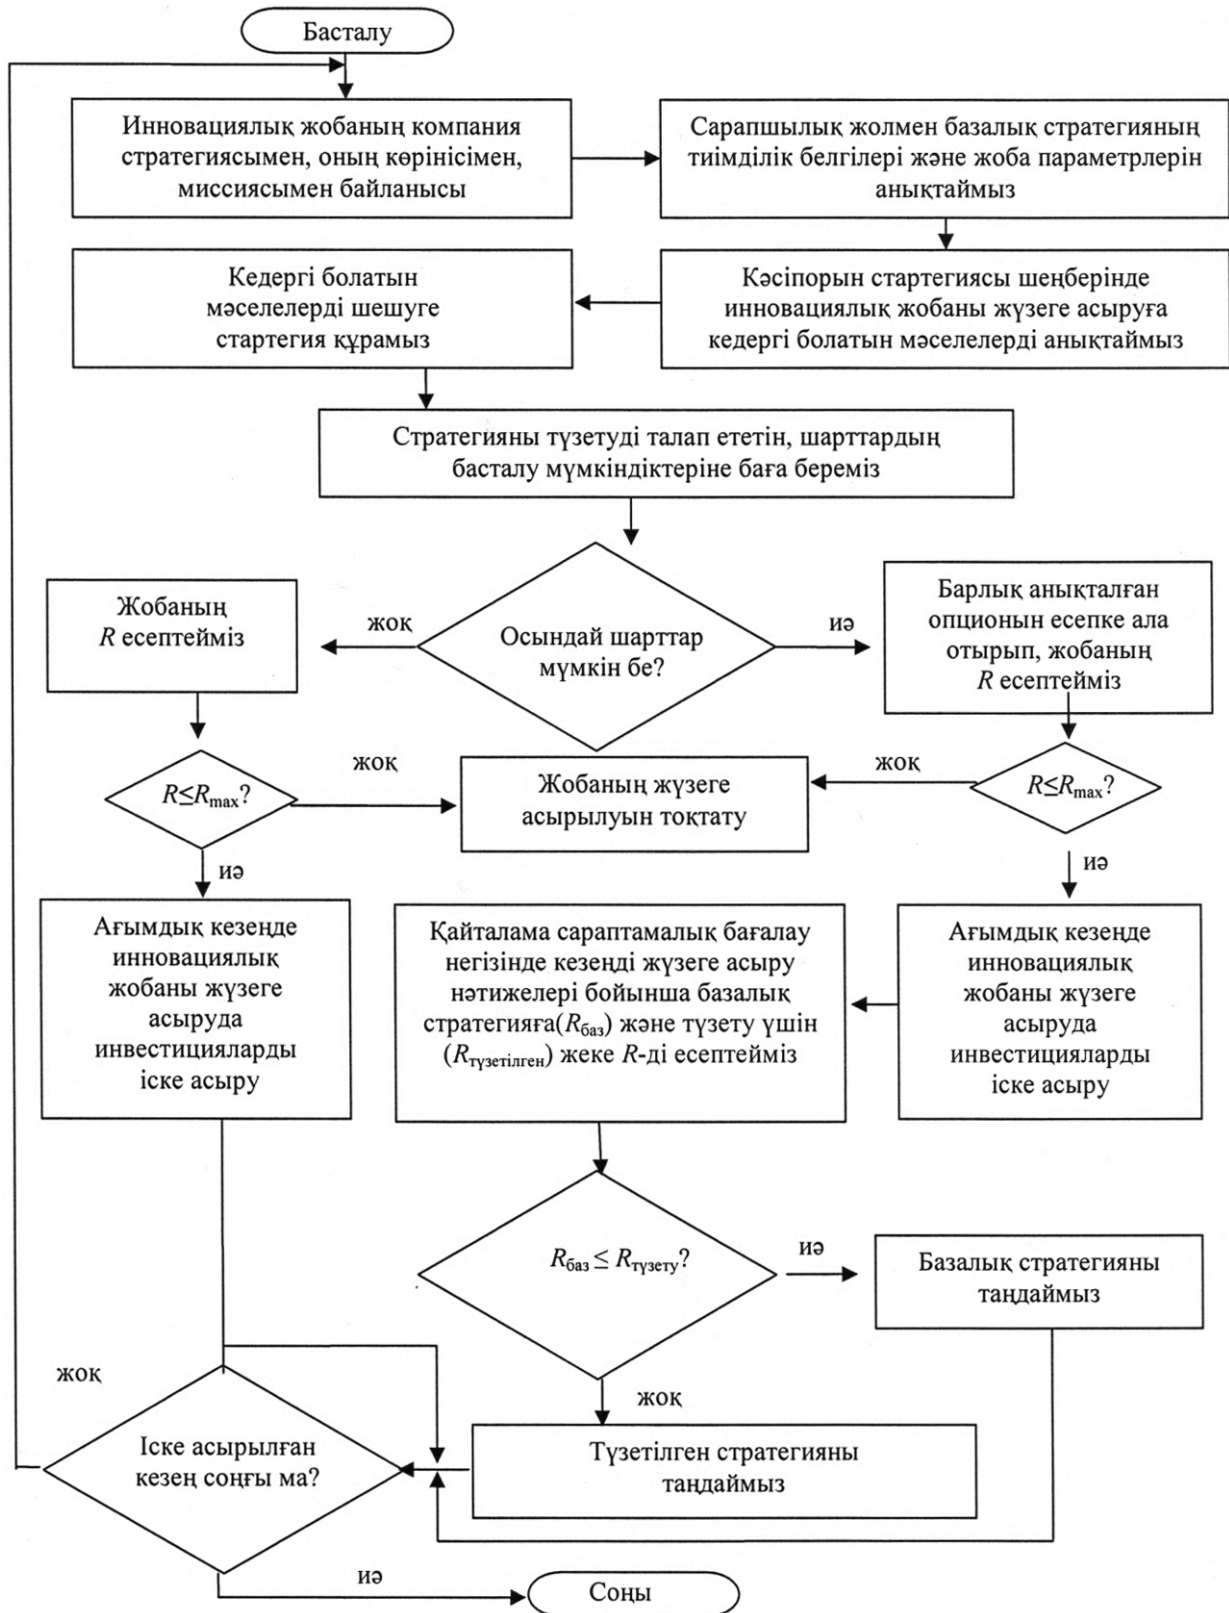 Басталу
Инновациялық жобаның компания
стратегиясымен, оның көрінісімен,
миссиясымен байланысы
Сарапшылық жолмен базалық стратегияның
тиімділік белгілері және жоба параметрлерін
анықтаймыз
Кедергі болатын
мәселелерді шешуге
стартегия құрамыз
Кәсіпорын стартегиясы шеңберінде
инновациялық жобаны жүзеге асыруға
кедергі болатын мәселелерді анықтаймыз
Стратегияны түзетуді талап ететін, шарттардың
басталу мүмкіндіктеріне баға береміз
Жобаның
R есептейміз
жоқ
Осындай шарттар
мүмкін бе?
иә
Барлық анықталған
опционын есепке ала
отырып, жобаның
R есептейміз
R≤Rmax?
жоқ
Жобаның жүзеге
асырылуын тоқтату
жоқ
R≤Rmax?
иә
иә
Ағымдық кезеңде
инновациялық
жобаны жүзеге
асыруда
инвестицияларды
іске асыру
Қайталама сараптамалық бағалау
негізінде кезеңді жүзеге асыру
нәтижелері бойынша базалық
стратегияға(Rбаз) және түзету үшін
(Rтүзетілген) жеке R-ді есептейміз
Ағымдық кезеңде
инновациялық
жобаны жүзеге
асыруда
инвестицияларды
іске асыру
Rбаз ≤ Rтүзету?
иә
Базалық стратегияны
таңдаймыз
жоқ
жоқ
Іске асырылған
кезең соңғы ма?
Түзетілген стратегияны
таңдаймыз
иә
Соңы